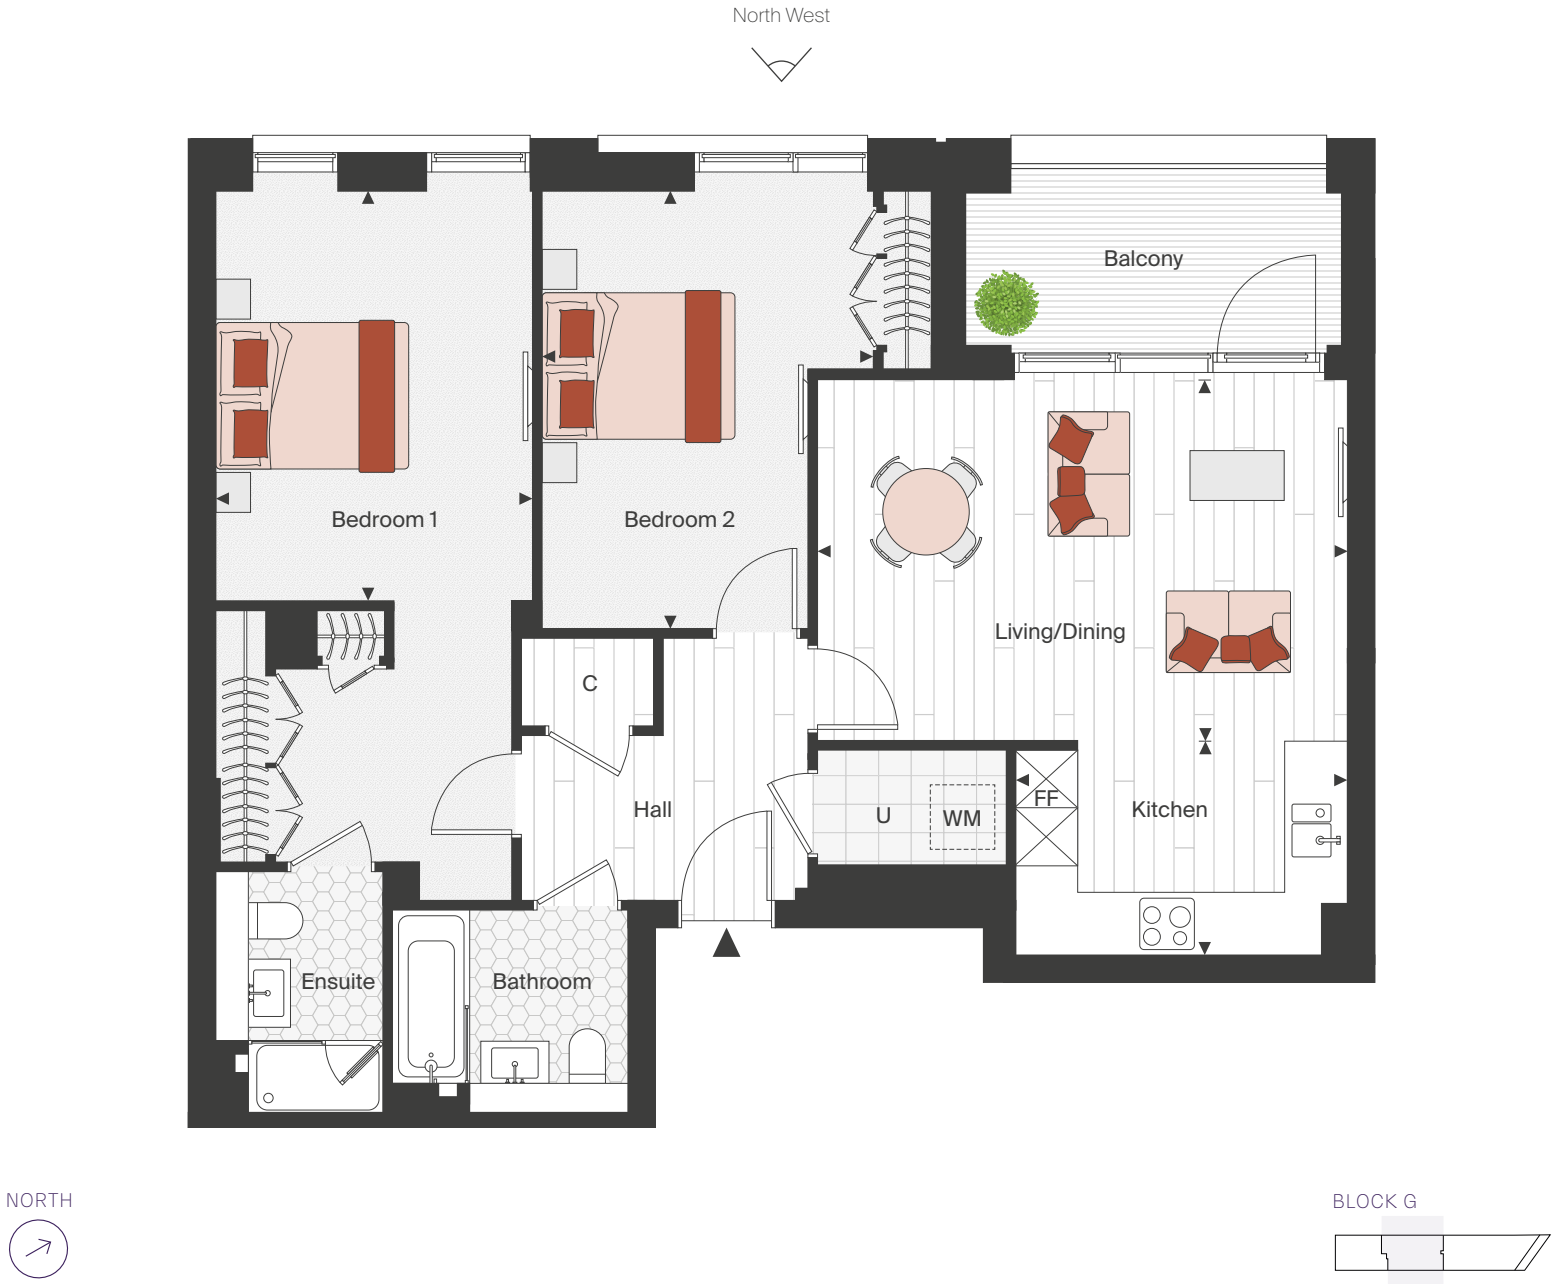 North West
Balcony
Bedroom 1
Bedroom 2
Living/Dining
C
Hall
U
WM
FF
Kitchen
Ensuite
Bathroom
NORTH
BLOCK G